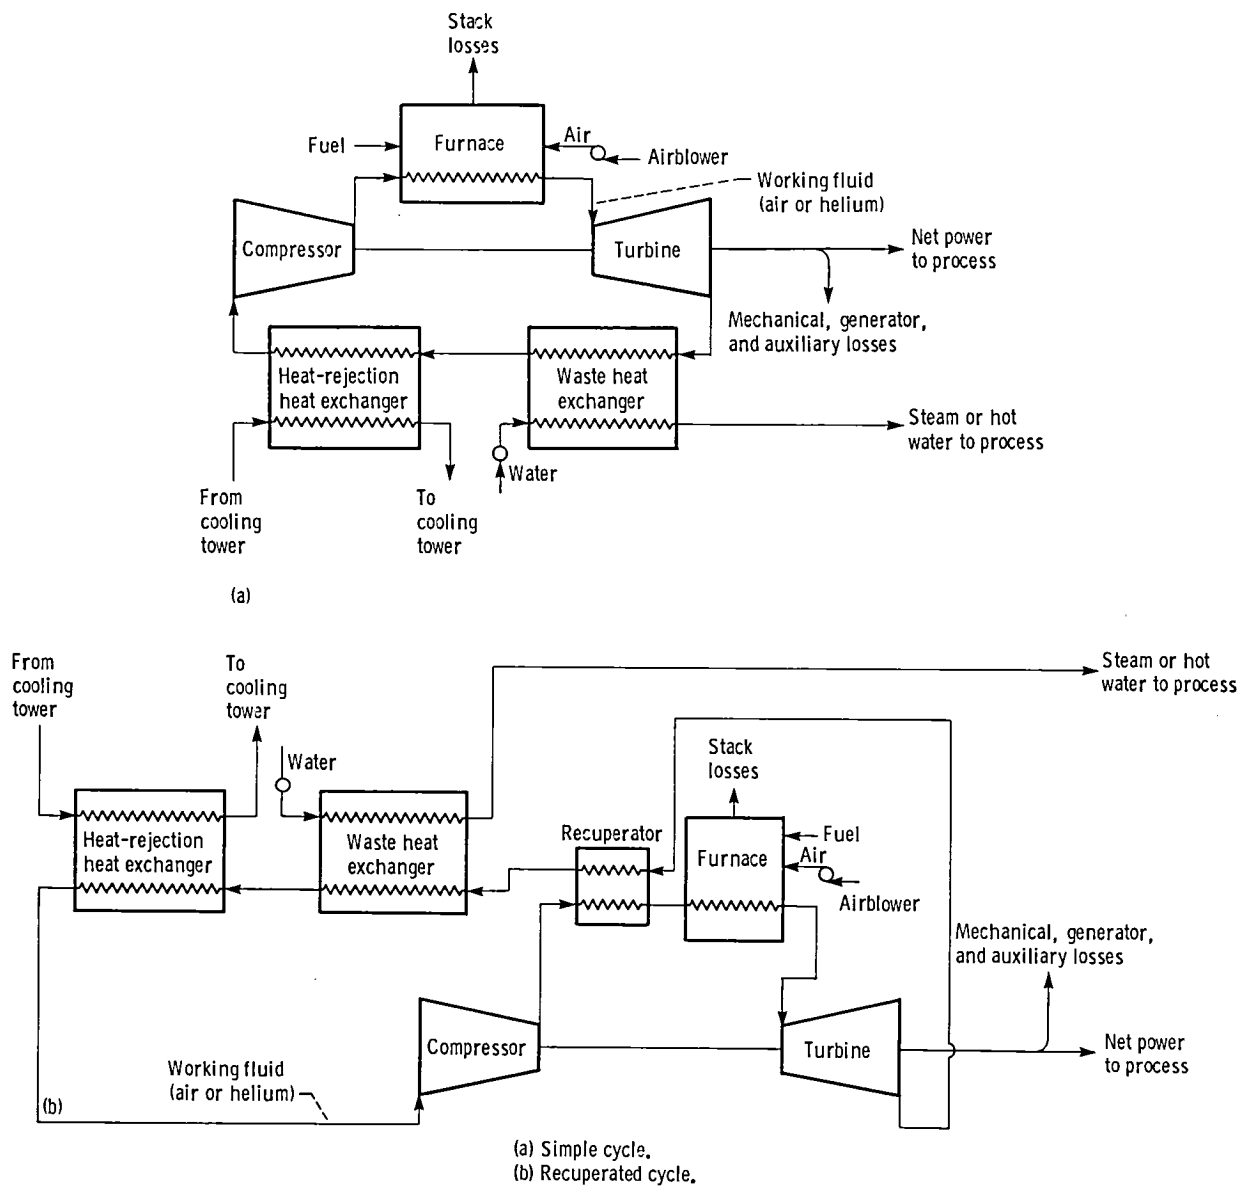 Stack
losses
Fuel
Furnace
Air
Airblower
Working fluid
(air or helium)
Compressor
Turbine
Net power
to process
Mechanical, generator,
and auxiliary losses
Heat-rejection
heat exchanger
Waste heat
exchanger
Steam or hot
water to process
Water
From
cooling
tower
To
cooling
tower
(a)
From
cooling
tower
To
cooling
tower
Steam or hot
water to process
Water
Stack
losses
Heat-rejection
heat exchanger
Waste heat
exchanger
Recuperator
Furnace
Fuel
Air
Airblower
Mechanical, generator,
and auxiliary losses
Compressor
Turbine
Net power
to process
Working fluid
(air or helium)
(b)
(a) Simple cycle.
(b) Recuperated cycle.